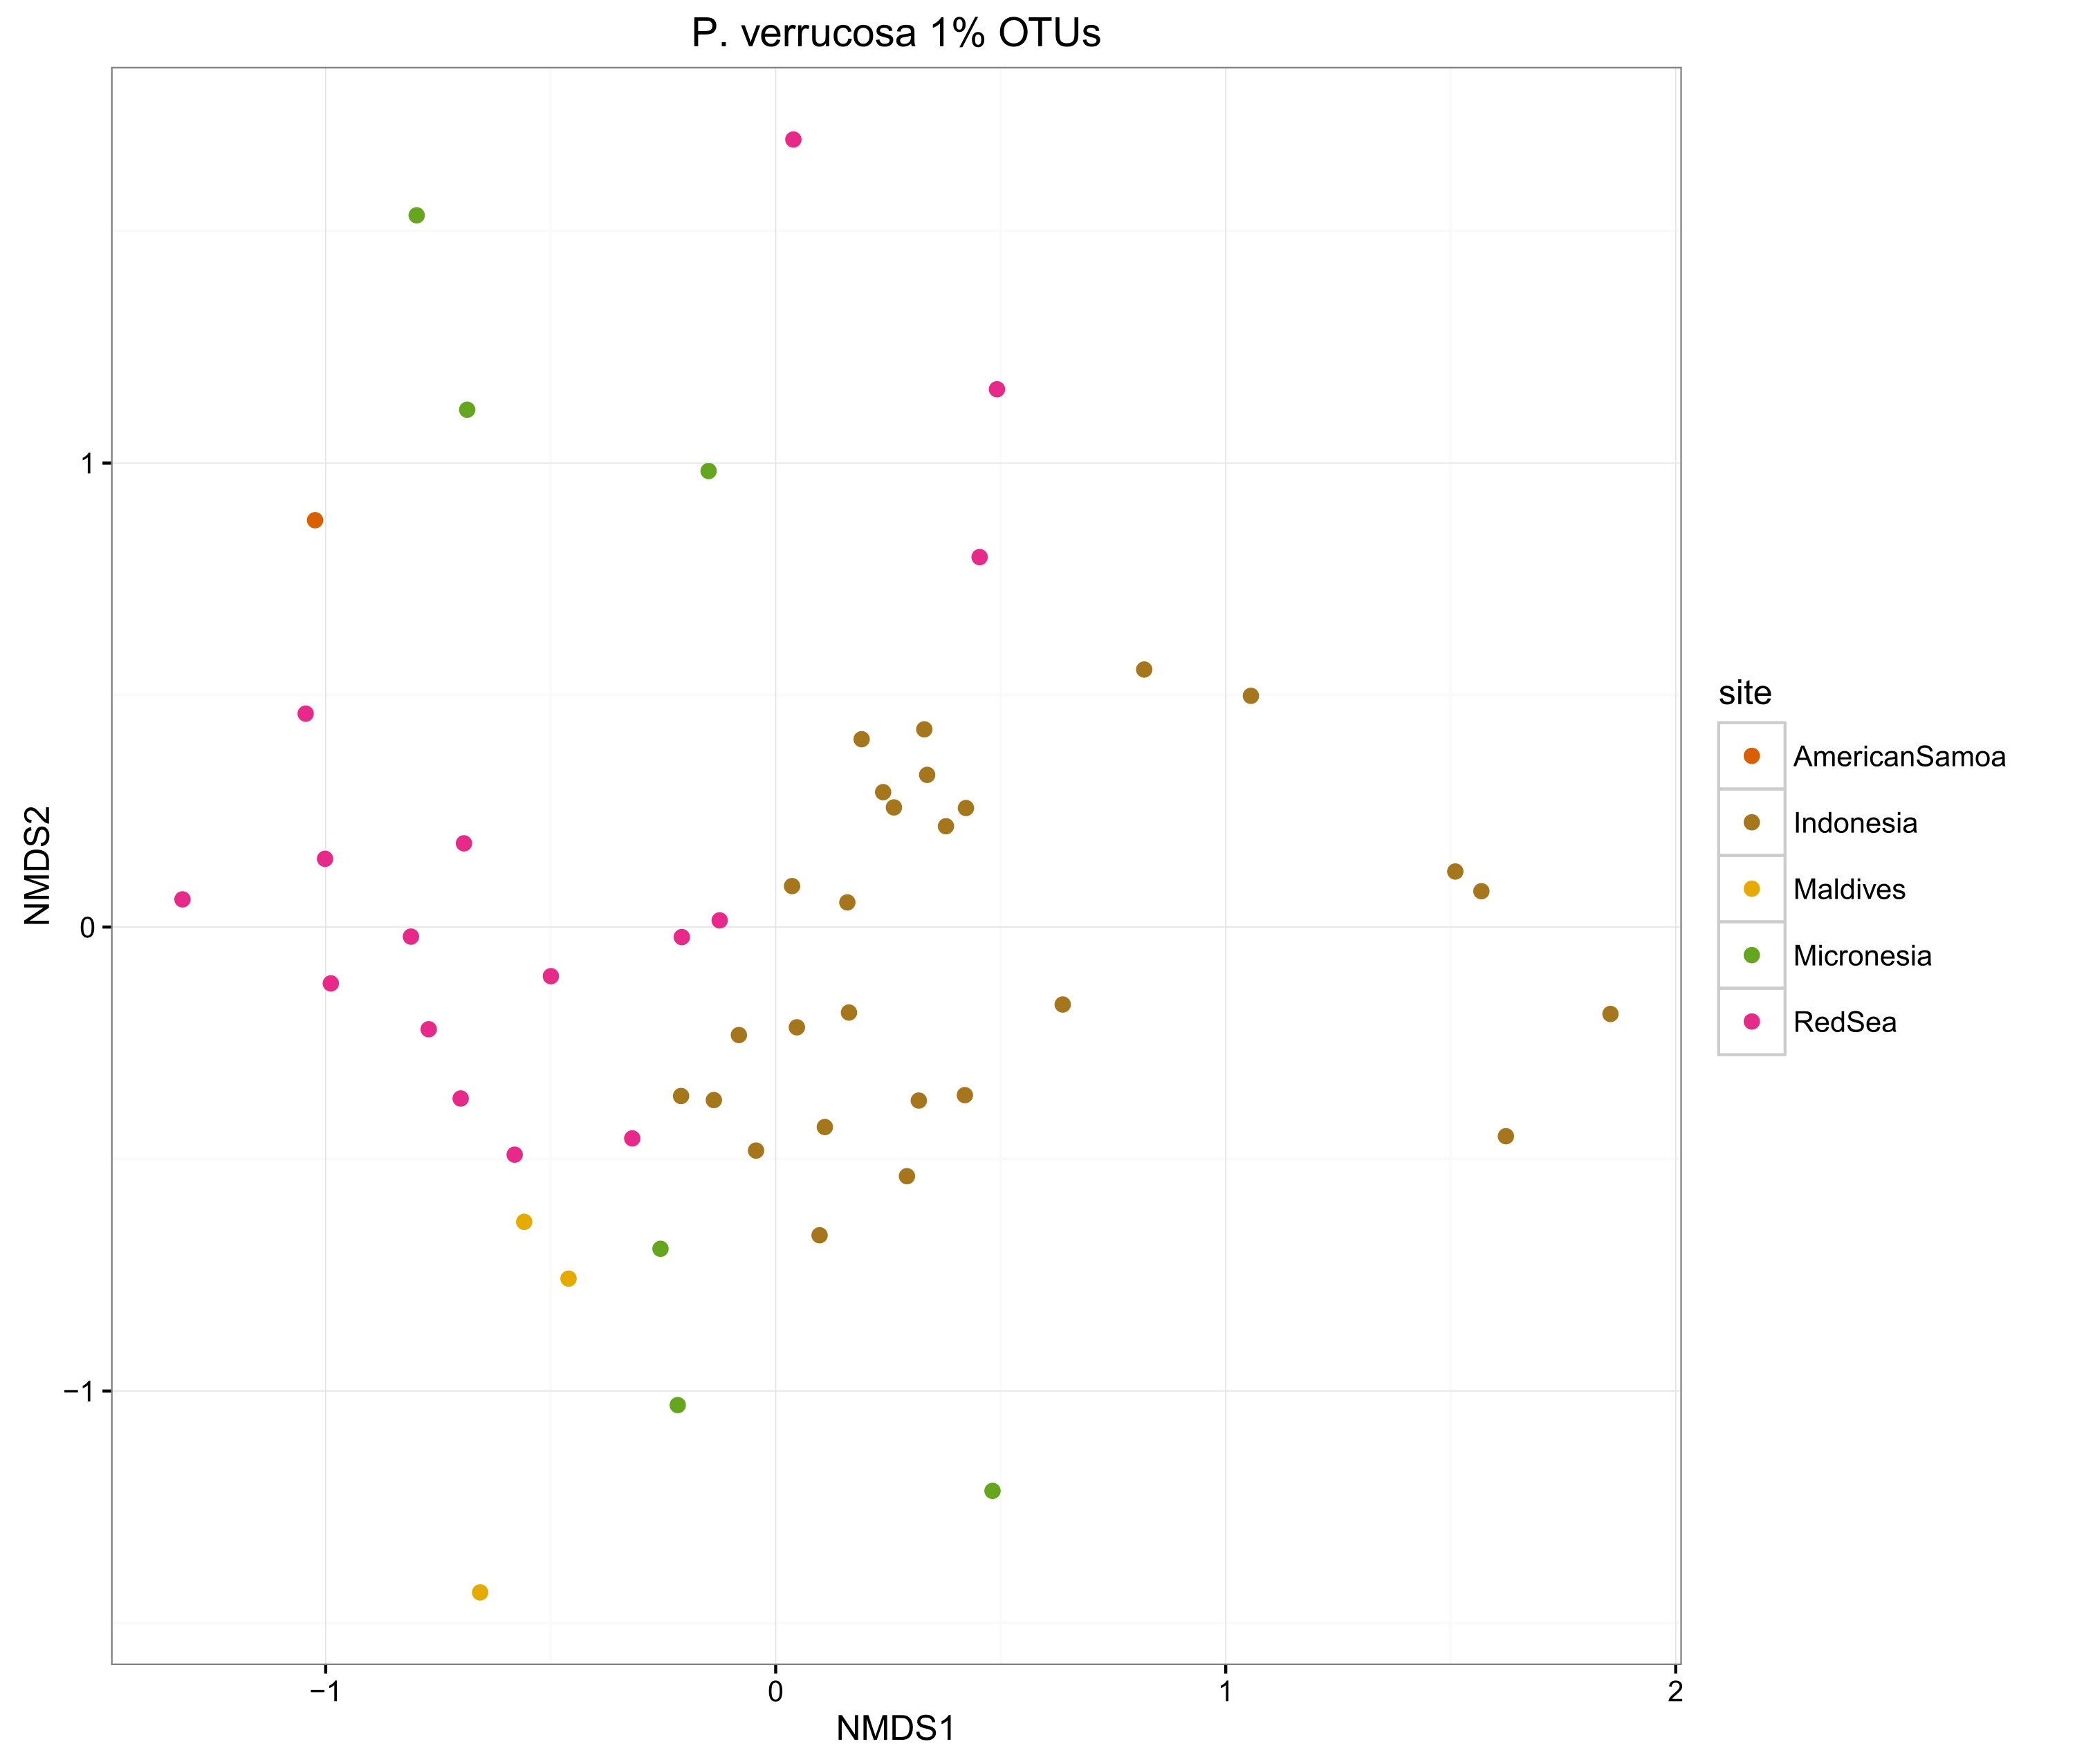 P. verrucosa 1% OTUs
NMDS2
1
0
−1
−1
0
1
2
NMDS1
site
AmericanSamoa
Indonesia
Maldives
Micronesia
RedSea